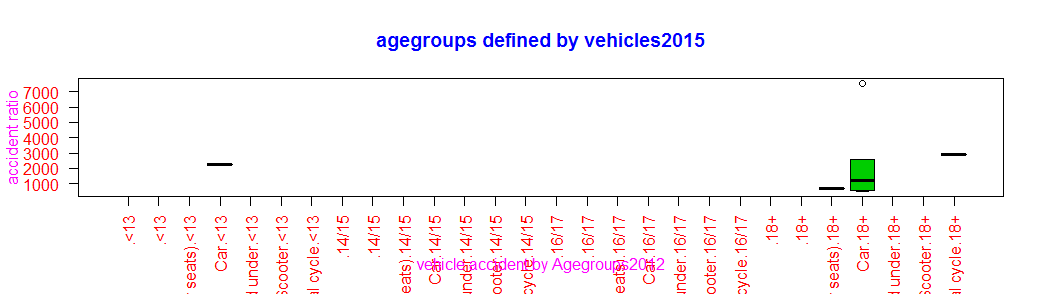 agegroups defined by vehicles2015
accident ratio
7000
6000
5000
4000
3000
2000
1000
.<13
.<13
seats).<13
Car.<13
under.<13
Scooter.<13
cycle.<13
.14/15
.14/15
eats).14/15
Car.14/15
nder.14/15
ooter.14/15
cycle.14/15
.16/17
.16/17
eats).16/17
Car.16/17
under.16/17
ooter.16/17
cycle.16/17
.18+
.18+
seats).18+
Car.18+
under.18+
Scooter.18+
al cycle.18+
vehicle accident by Agegroups2012